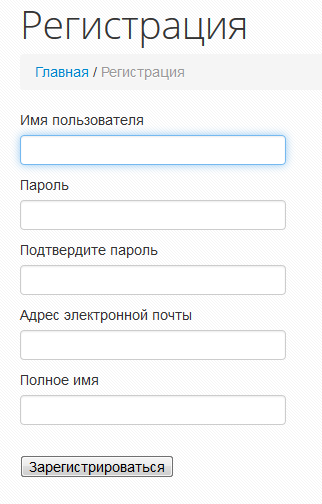 Регистрация
Главная / Регистрация
Имя пользователя
Пароль
Подтвердите пароль
Адрес электронной почты
Полное имя
Зарегистрироваться